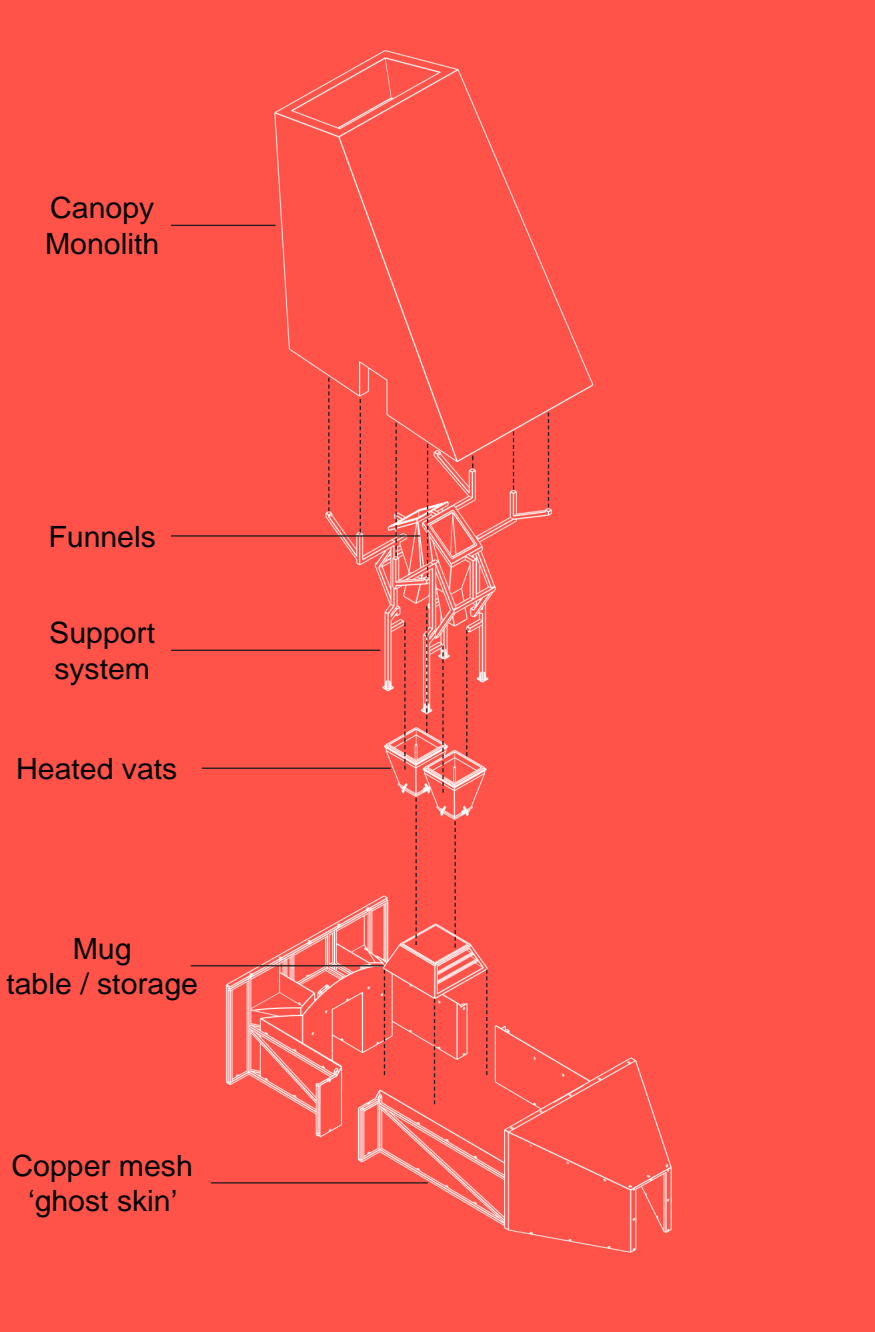 Canopy
Monolith
Funnels
Support
system
Heated vats
Mug
table / storage
Copper mesh
‘ghost skin’